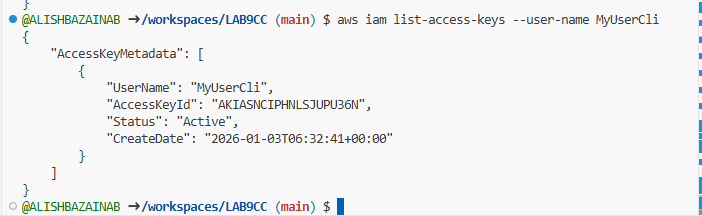 }
@ALISHBAZAINAB ➜/workspaces/LAB9CC (main) $ aws iam list-access-keys --user-name MyUserCli
{
    "AccessKeyMetadata": [
        {
            "UserName": "MyUserCli",
            "AccessKeyId": "AKIASNCIPHNLSJUPU36N",
            "Status": "Active",
            "CreateDate": "2026-01-03T06:32:41+00:00"
        }
    ]
}
@ALISHBAZAINAB ➜/workspaces/LAB9CC (main) $